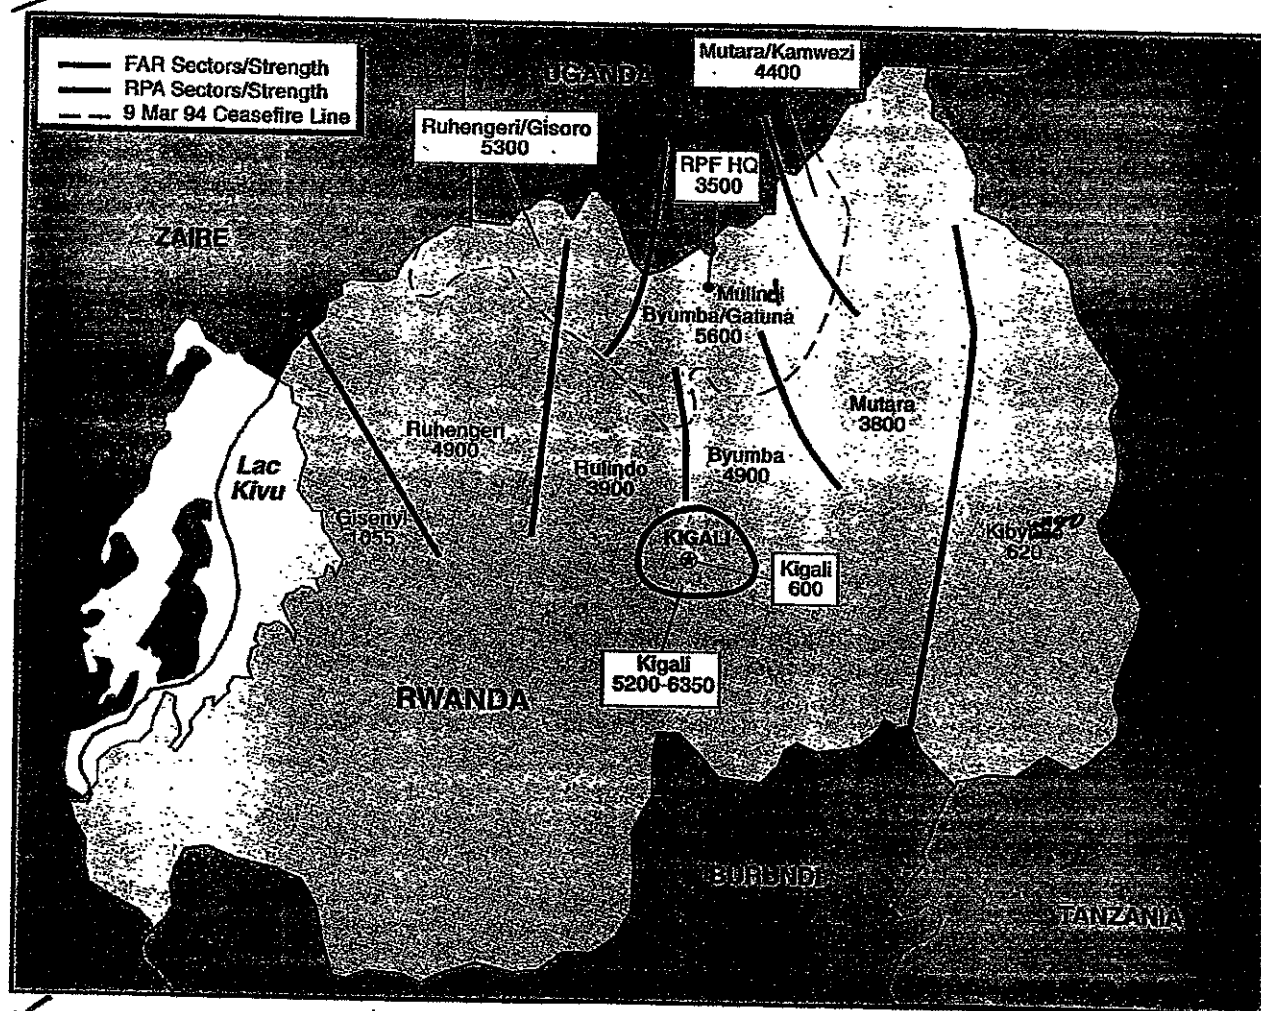 FAR Sectors/Strength
RPA Sectors/Strength
9 Mar 94 Ceasefire Line
UGANDA
Mutara/Kamwezi
4400
Ruhengeri/Gisoro
5300
RPF HQ
3500
ZAIRE
Mulindi
Byumba/Gatuna
5600
Mutara
3800
Ruhengeri
4900
Rulindo
3900
Byumba
4900
Lac
Kivu
Gisenyi
1055
620
KIGALI
Kigali
600
Kigali
5200-6350
RWANDA
BURUNDI
TANZANIA